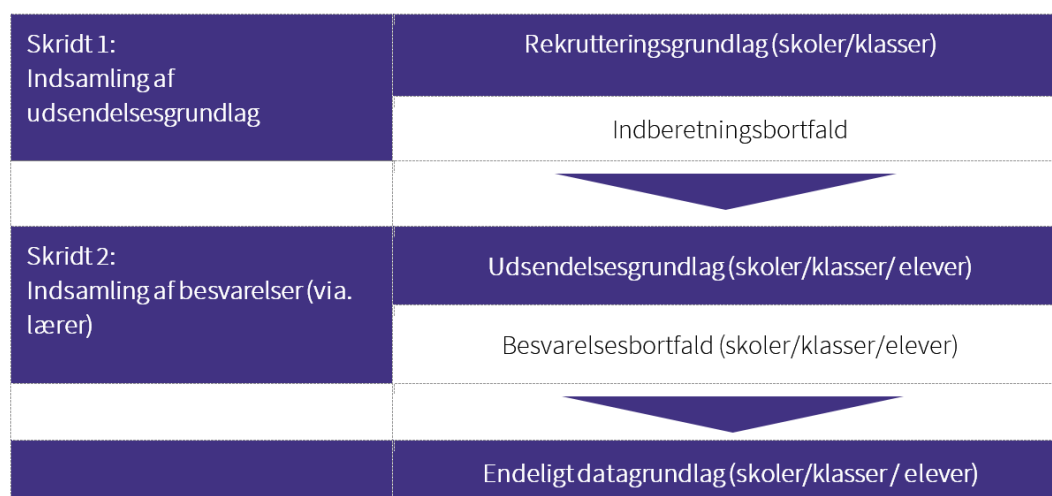 Skridt 1:
Indsamling af
udsendelsesgrundlag
Rekrutteringsgrundlag (skoler/klasser)
Indberetningsbortfald
Skridt 2:
Indsamling af besvarelser (via.
lærer)
Udsendelsesgrundlag (skoler/klasser/ elever)
Besvarelsesbortfald (skoler/klasser/elever)
Endeligt datagrundlag (skoler/klasser / elever)